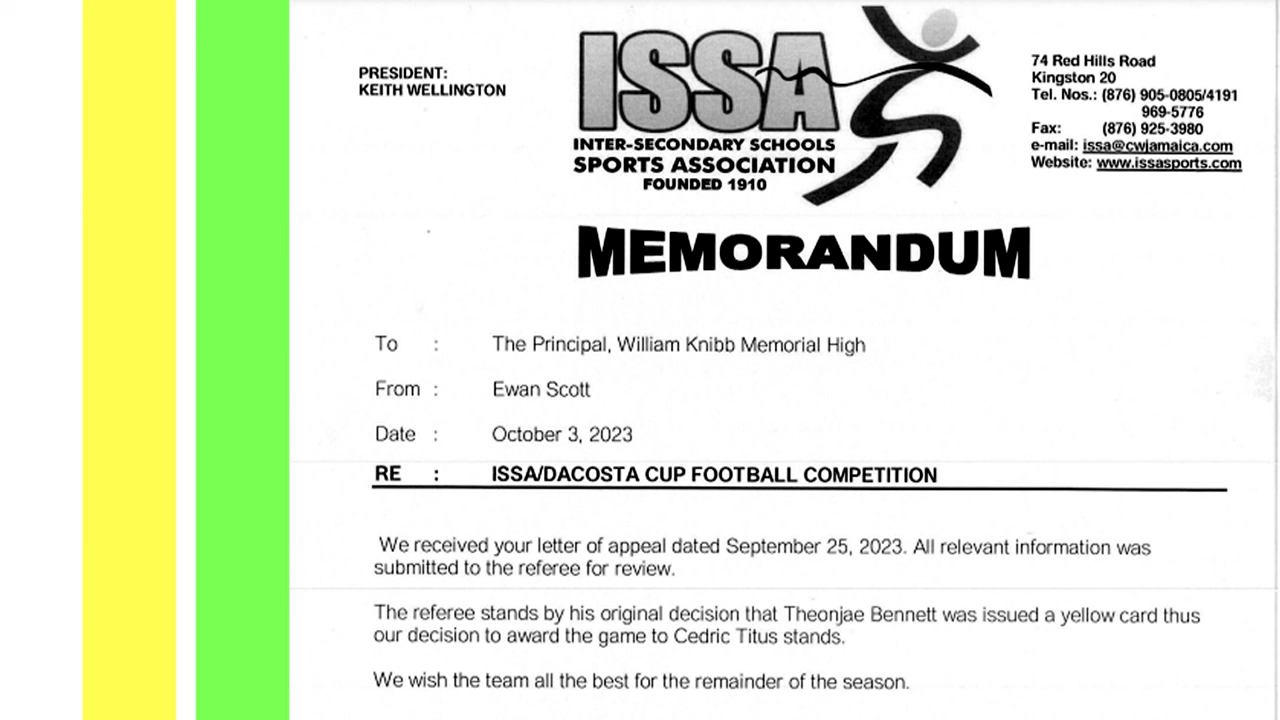 PRESIDENT:
KEITH WELLINGTON
ISSA
INTER-SECONDARY SCHOOLS
SPORTS ASSOCIATION
FOUNDED 1910
74 Red Hills Road
Kingston 20
Tel. Nos.: (876) 905-0805/4191
969-5776
Fax: (876) 925-3980
e-mail: issa@cwjamaica.com
Website: www.issasports.com
MEMORANDUM
To : The Principal, William Knibb Memorial High
From : Ewan Scott
Date : October 3, 2023
RE : ISSA/DACOSTA CUP FOOTBALL COMPETITION
We received your letter of appeal dated September 25, 2023. All relevant information was
submitted to the referee for review.
The referee stands by his original decision that Theonjae Bennett was issued a yellow card thus
our decision to award the game to Cedric Titus stands.
We wish the team all the best for the remainder of the season.